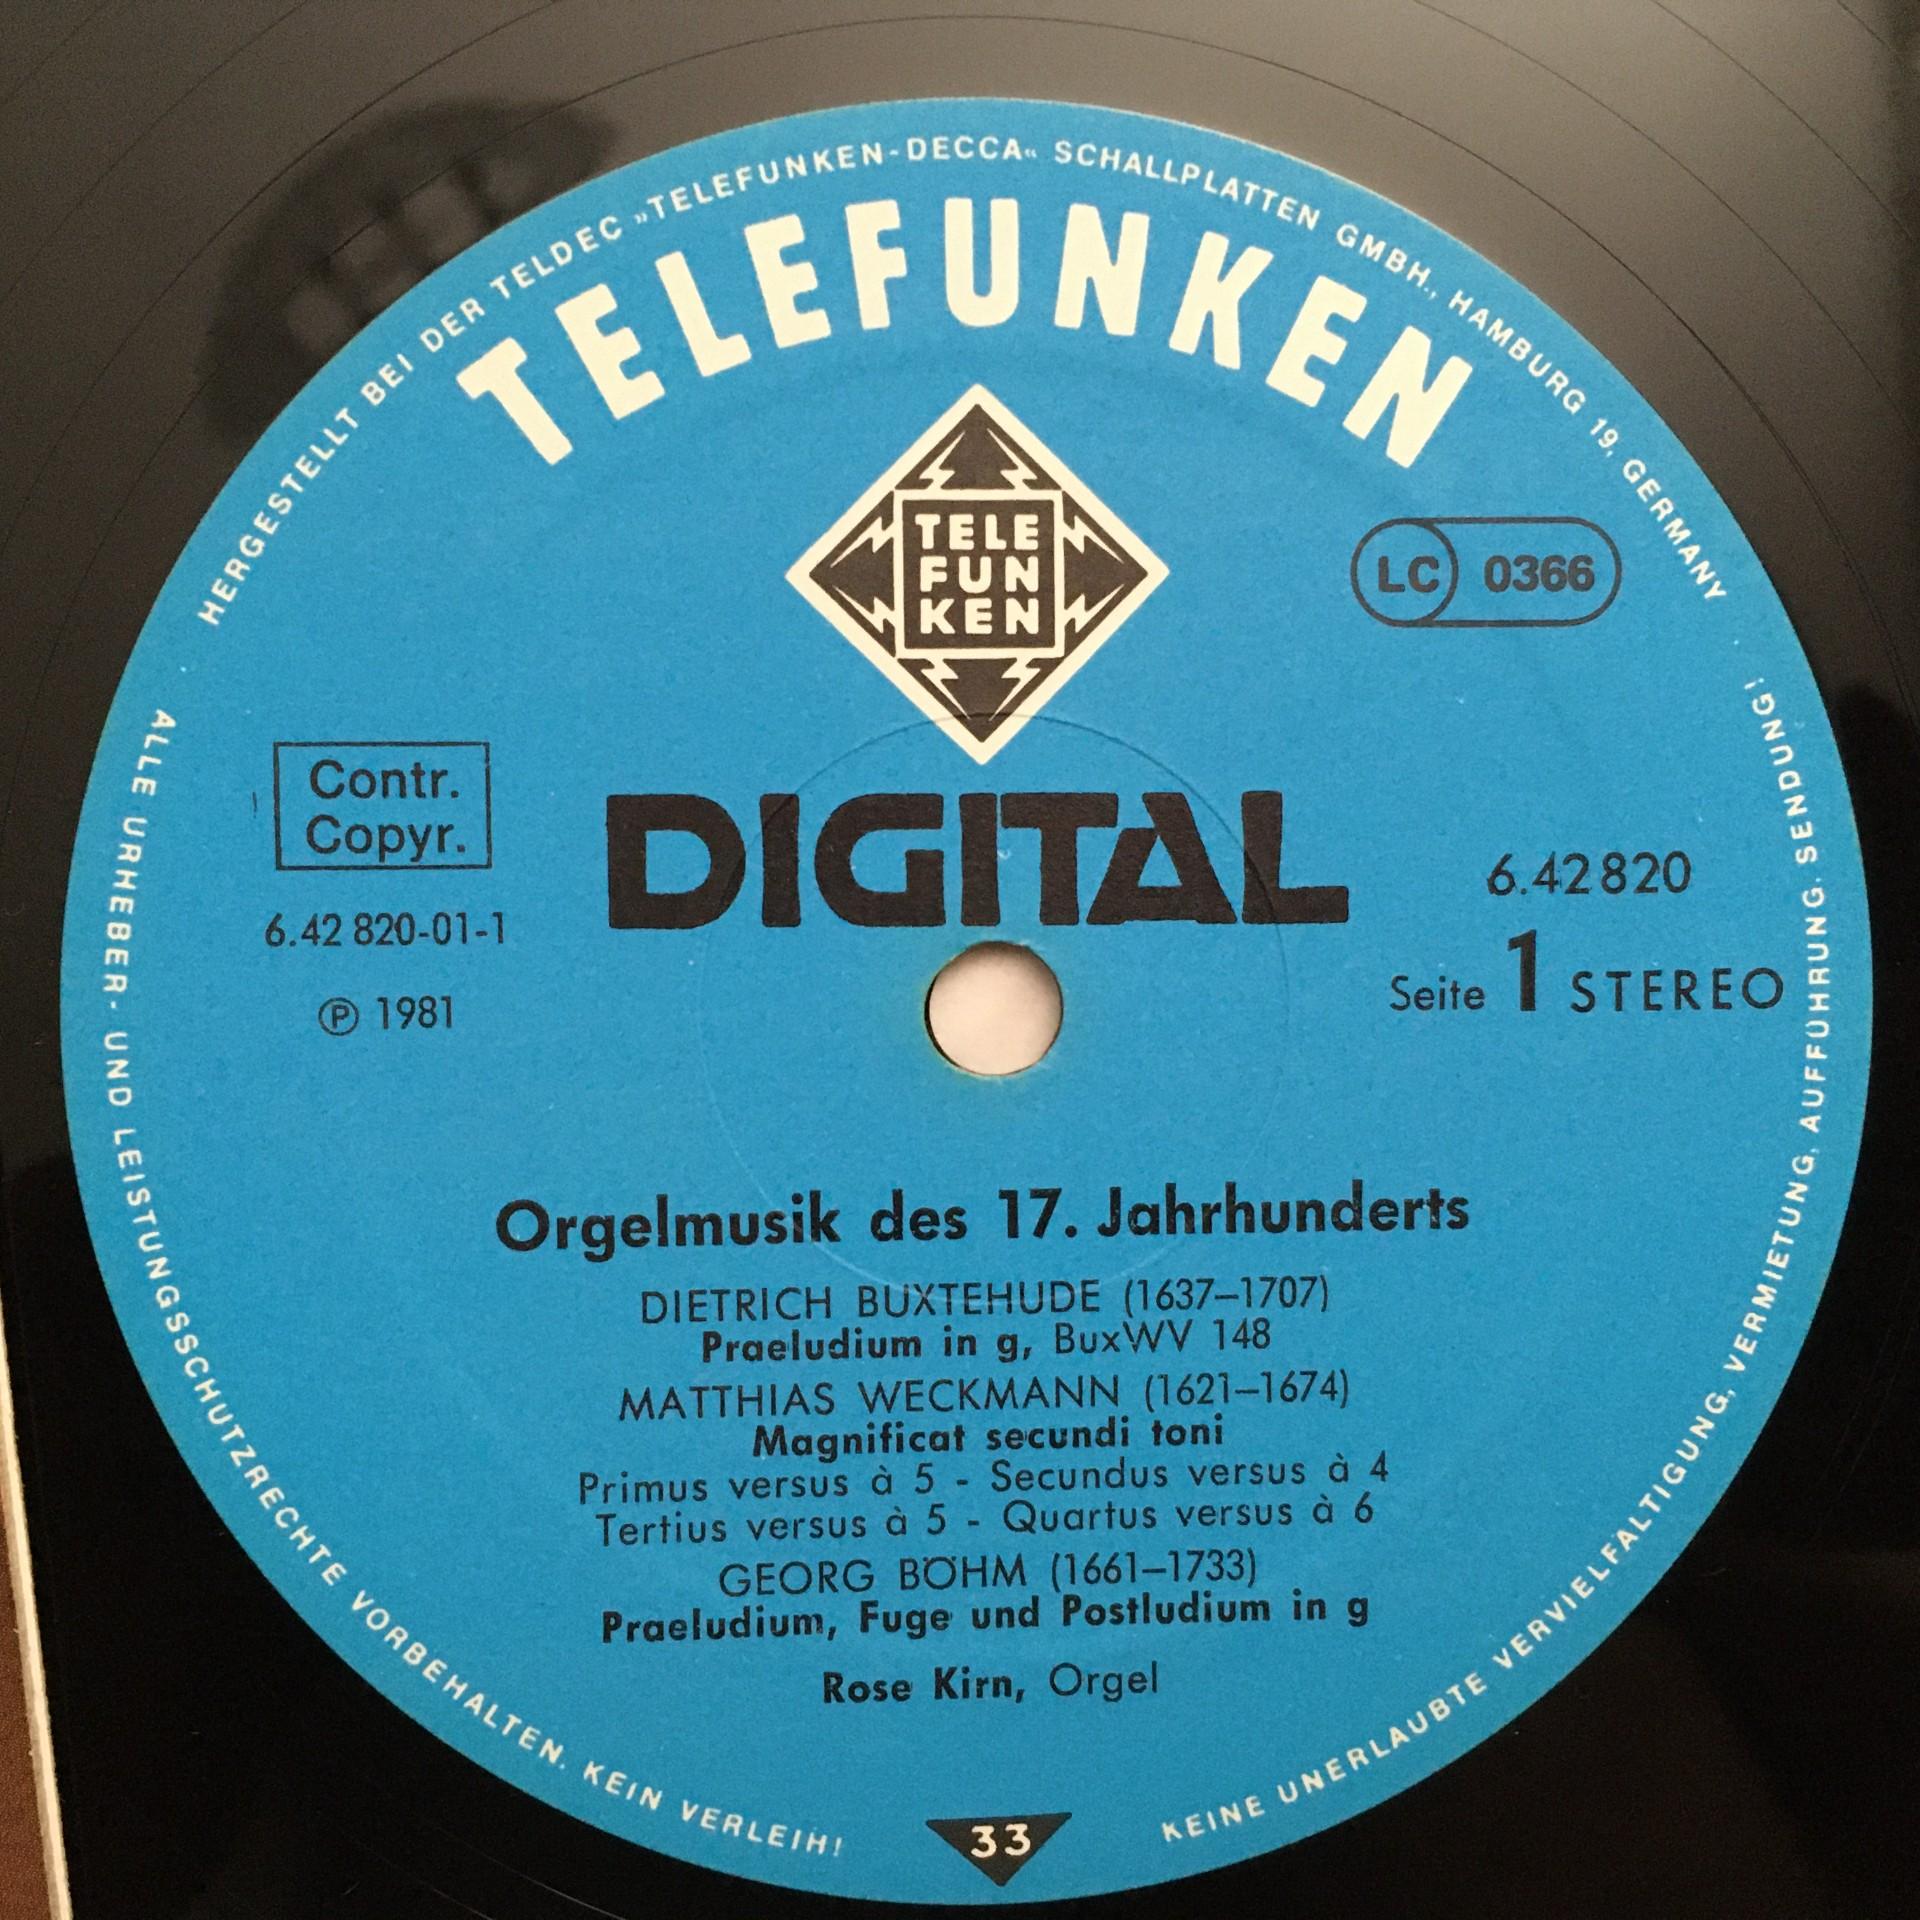 HERGESTELLT BEI DER TELDEC »TELEFUNKEN-DECCA« SCHALLPLATTEN GMBH., HAMBURG 19, GERMANY
TELEFUNKEN
TELE
FUN
KEN
LC 0366
Contr.
Copyr.
DIGITAL
6.42 820-01-1
℗ 1981
6.42820
Seite 1 STEREO
Orgelmusik des 17. Jahrhunderts
DIETRICH BUXTEHUDE (1637–1707)
Praeludium in g, BuxWV 148
MATTHIAS WECKMANN (1621–1674)
Magnificat secundi toni
Primus versus à 5 - Secundus versus à 4
Tertius versus à 5 - Quartus versus à 6
GEORG BÖHM (1661–1733)
Praeludium, Fuge und Postludium in g
Rose Kirn, Orgel
33
ALLE URHEBER- UND LEISTUNGSSCHUTZRECHTE VORBEHALTEN. KEIN VERLEIH!
KEINE UNERLAUBTE VERVIELFÄLTIGUNG, VERMIETUNG, AUFFÜHRUNG, SENDUNG!